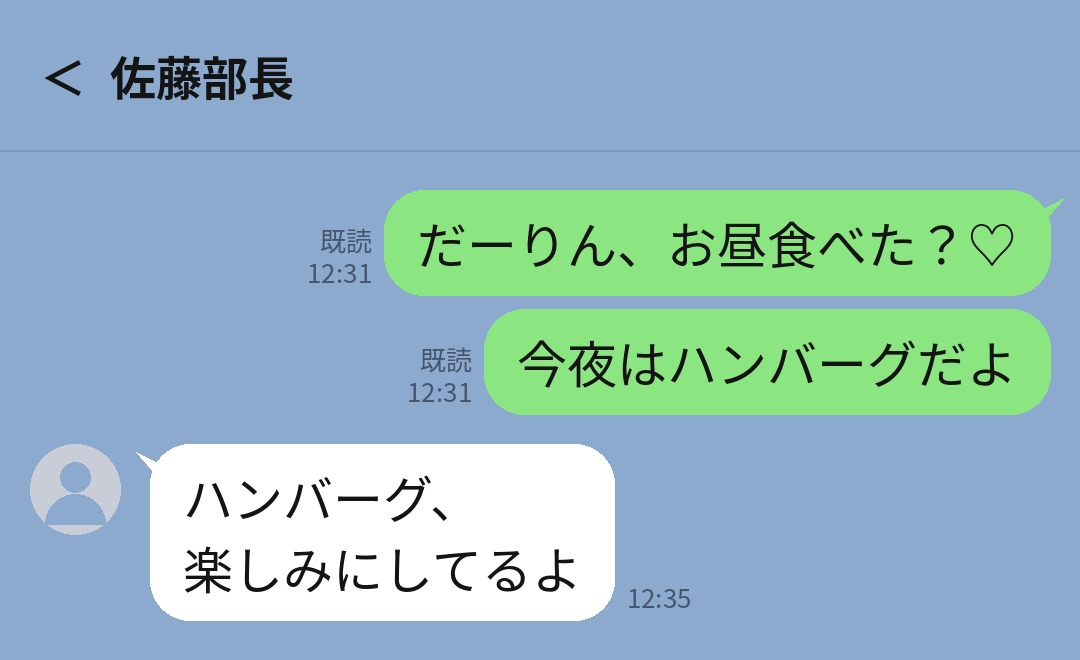 < 佐藤部長
だーりん、お昼食べた？♡
既読
12:31
今夜はハンバーグだよ
既読
12:31
ハンバーグ、
楽しみにしてるよ
12:35